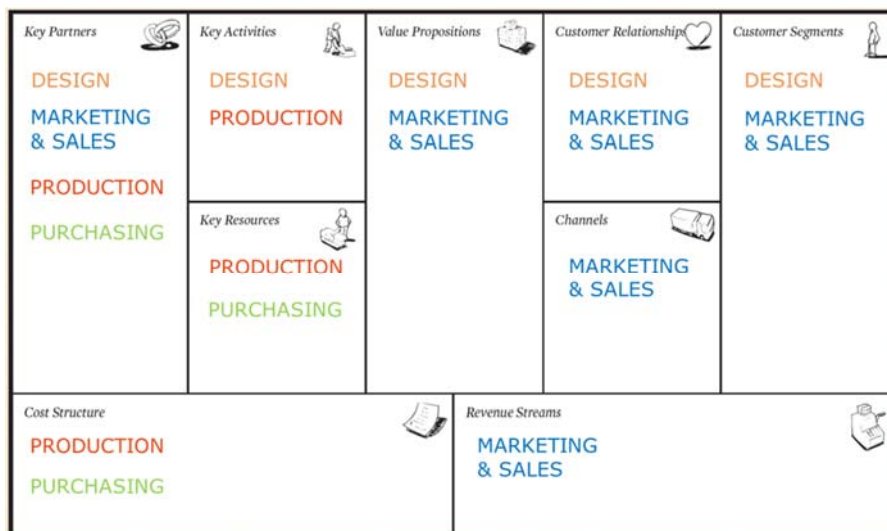 Key Partners
DESIGN
MARKETING
& SALES
PRODUCTION
PURCHASING
Key Activities
DESIGN
PRODUCTION
Key Resources
PRODUCTION
PURCHASING
Value Propositions
DESIGN
MARKETING
& SALES
Customer Relationships
DESIGN
MARKETING
& SALES
Channels
MARKETING
& SALES
Customer Segments
DESIGN
MARKETING
& SALES
Cost Structure
PRODUCTION
PURCHASING
Revenue Streams
MARKETING
& SALES